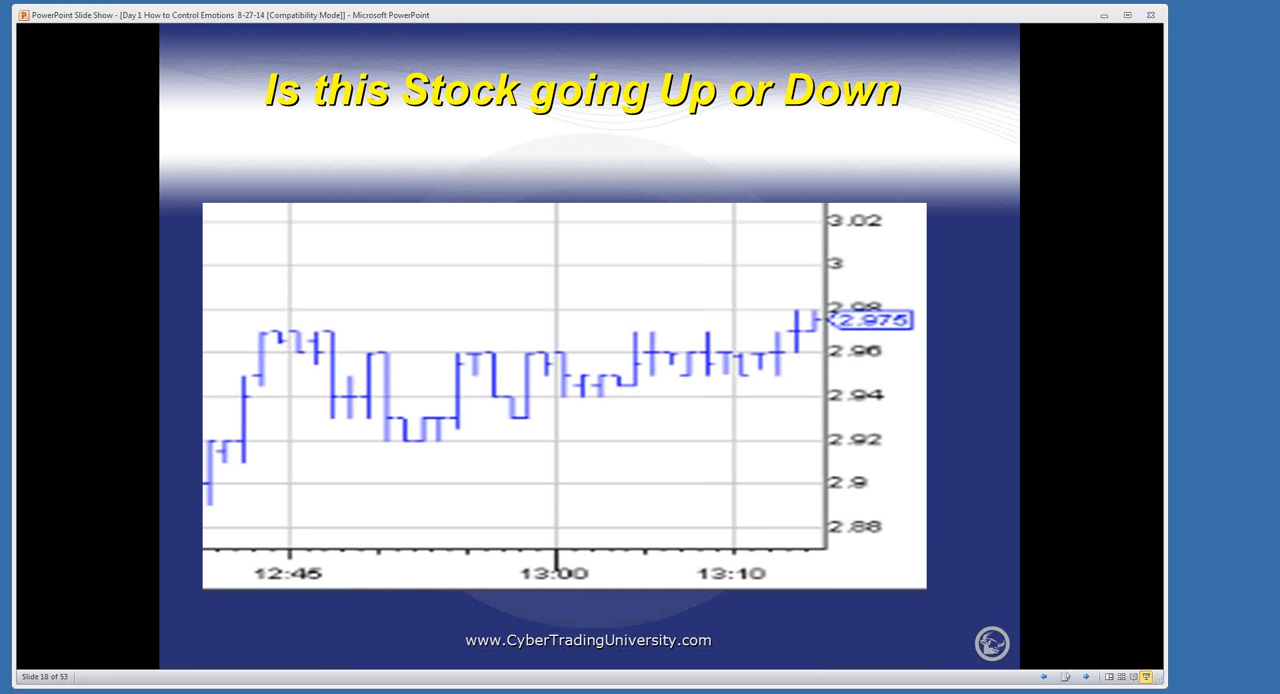 PowerPoint Slide Show - [Day 1 How to Control Emotions 8-27-14 [Compatibility Mode]] - Microsoft PowerPoint
Is this Stock going Up or Down
3.02
3
2.98
2.975
2.96
2.94
2.92
2.9
2.88
12:45 13:00 13:10
www.CyberTradingUniversity.com
Slide 18 of 53